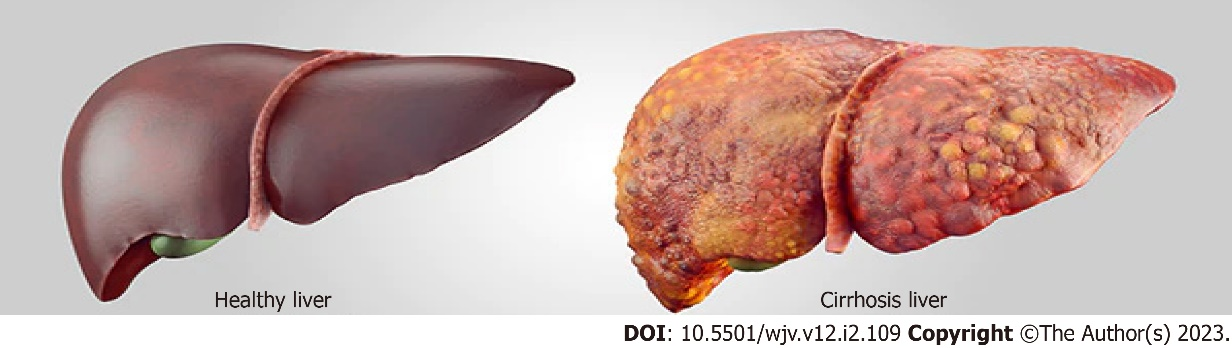 Healthy liver
Cirrhosis liver
DOI: 10.5501/wjv.v12.i2.109 Copyright ©The Author(s) 2023.